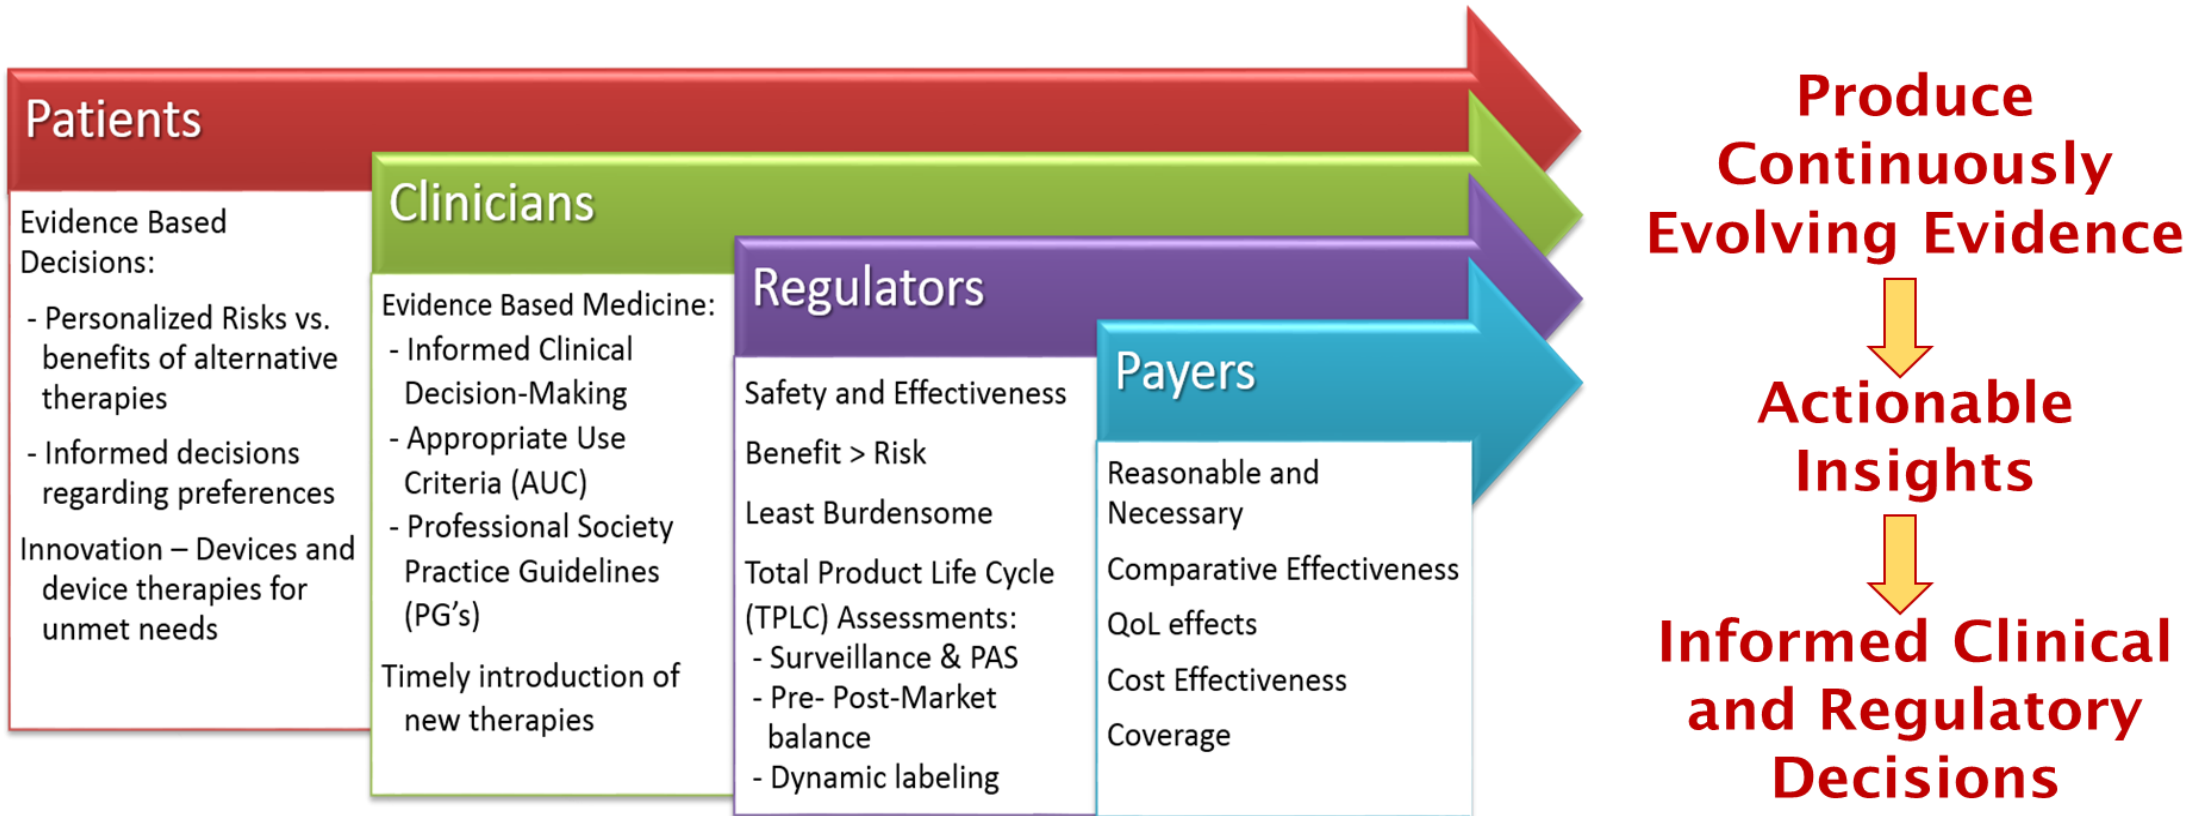 Patients
Evidence Based
Decisions:
- Personalized Risks vs.
benefits of alternative
therapies
- Informed decisions
regarding preferences
Innovation – Devices and
device therapies for
unmet needs
Clinicians
Evidence Based Medicine:
- Informed Clinical
Decision-Making
- Appropriate Use
Criteria (AUC)
- Professional Society
Practice Guidelines
(PG’s)
Timely introduction of
new therapies
Regulators
Safety and Effectiveness
Benefit > Risk
Least Burdensome
Total Product Life Cycle
(TPLC) Assessments:
- Surveillance & PAS
- Pre- Post-Market
balance
- Dynamic labeling
Payers
Reasonable and
Necessary
Comparative Effectiveness
QoL effects
Cost Effectiveness
Coverage
Produce
Continuously
Evolving Evidence
Actionable
Insights
Informed Clinical
and Regulatory
Decisions